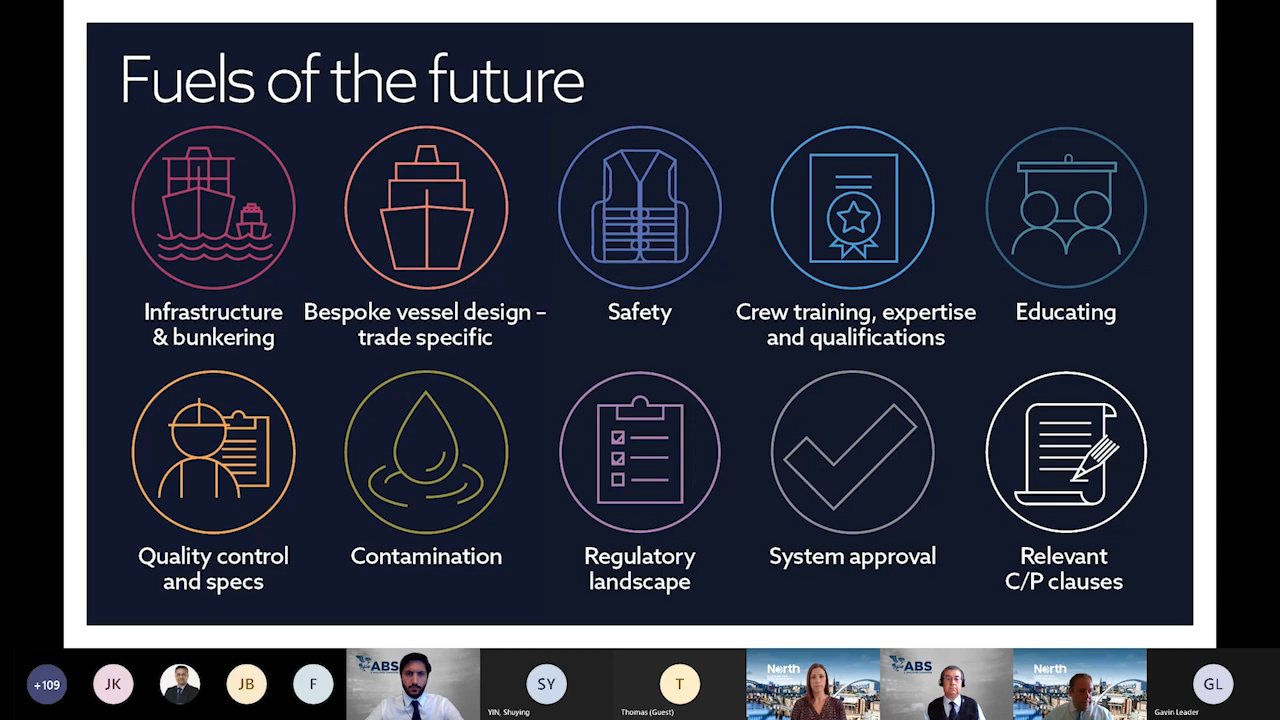 Fuels of the future
Infrastructure
& bunkering
Bespoke vessel design –
trade specific
Safety
Crew training, expertise
and qualifications
Educating
Quality control
and specs
Contamination
Regulatory
landscape
System approval
Relevant
C/P clauses
+109
JK
JB
F
ABS
SY
YIN, Shuying
T
Thomas (Guest)
North
ABS
North
GL
Gavin Leader